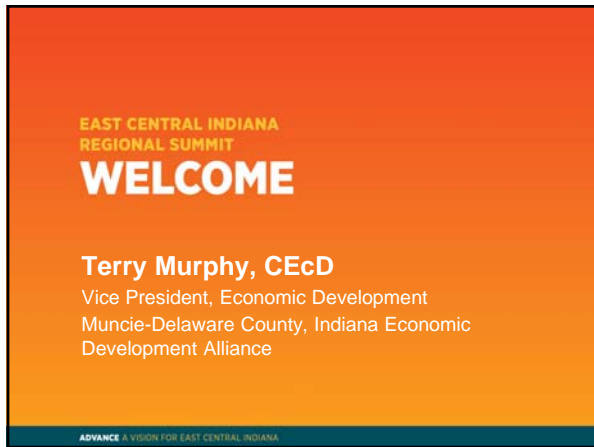 EAST CENTRAL INDIANA
REGIONAL SUMMIT
WELCOME
Terry Murphy, CEcD
Vice President, Economic Development
Muncie-Delaware County, Indiana Economic
Development Alliance
ADVANCE A VISION FOR EAST CENTRAL INDIANA